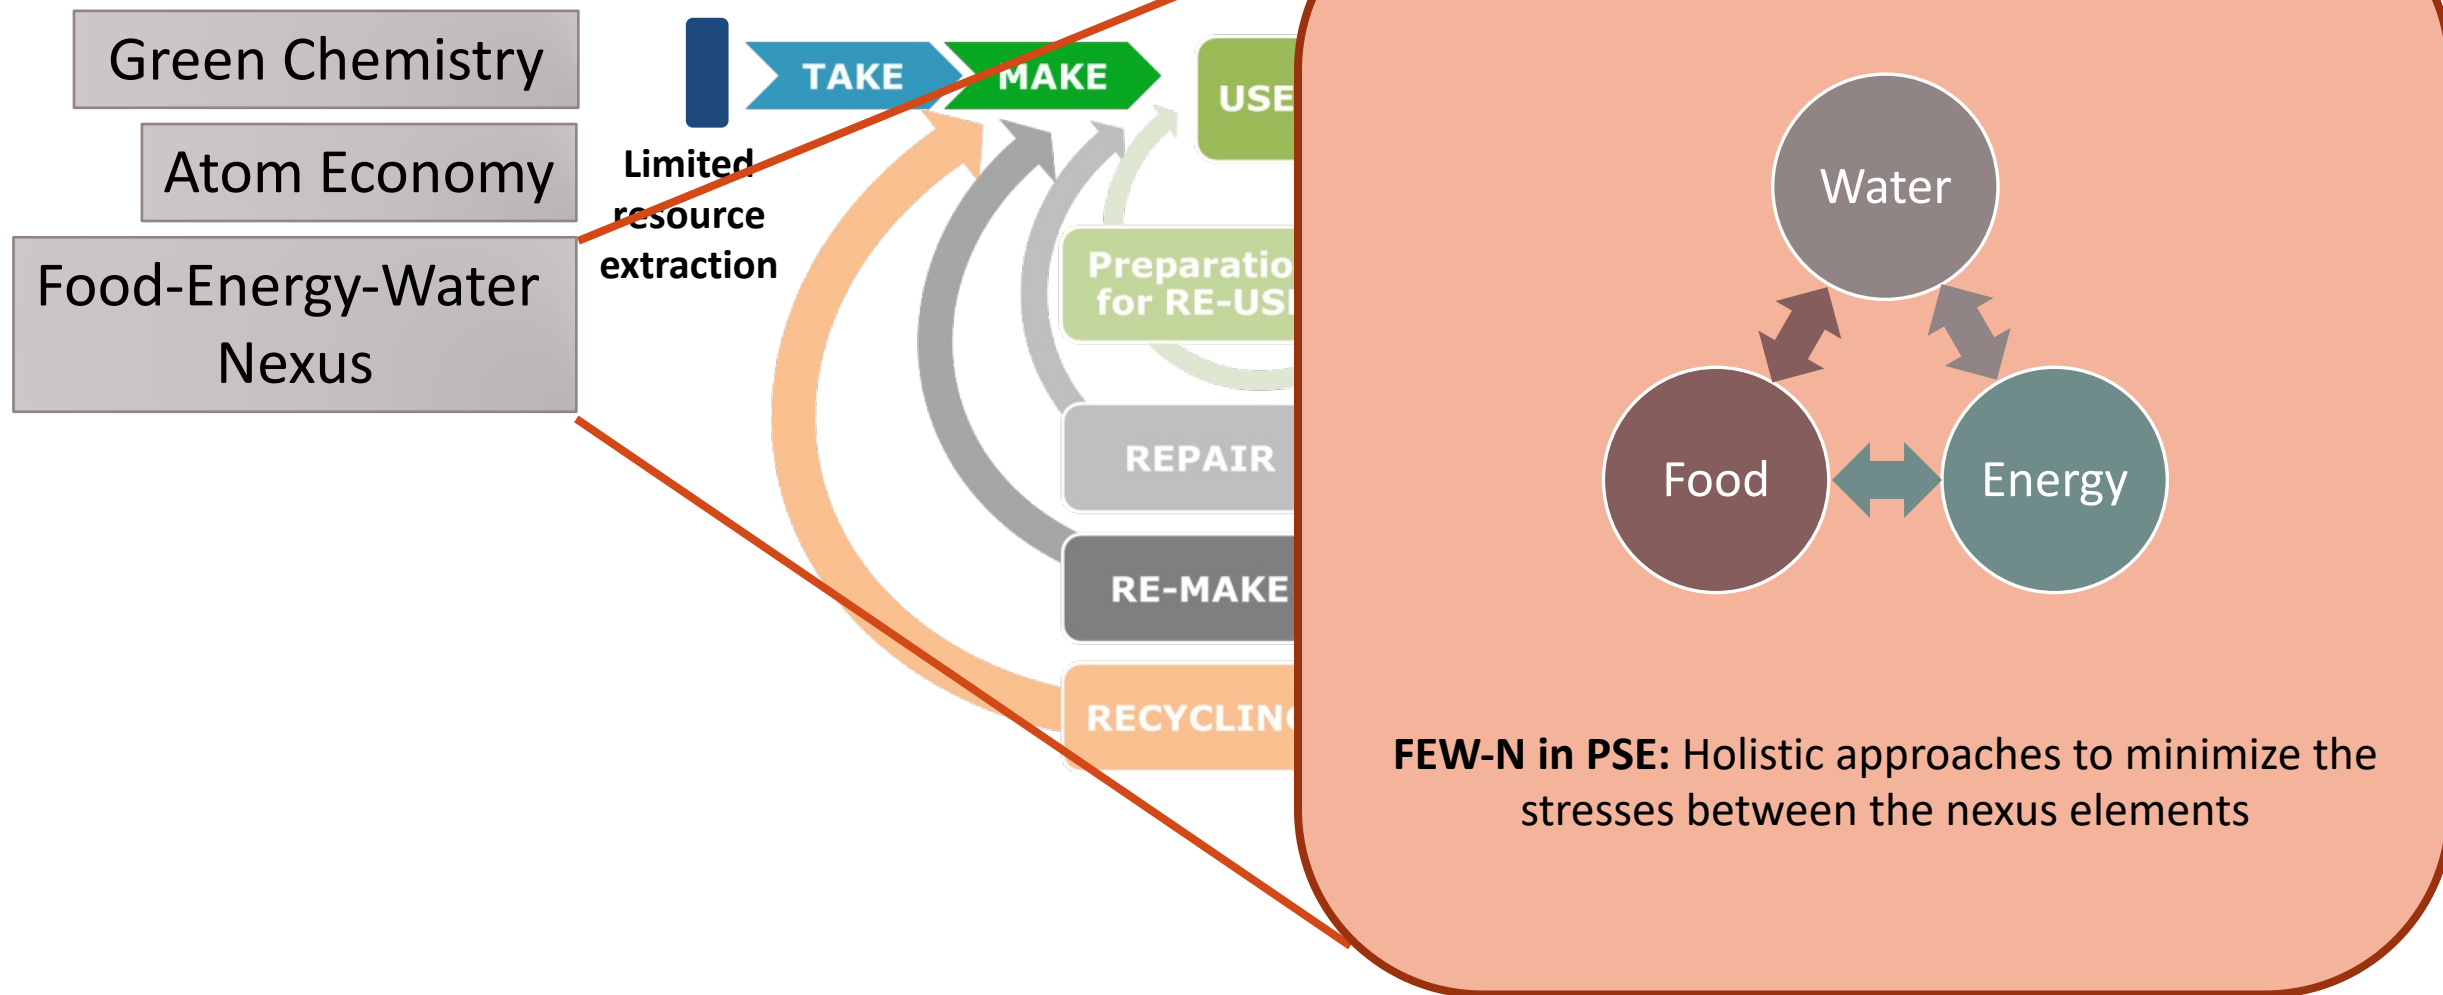 Green Chemistry
Atom Economy
Food-Energy-Water
Nexus
TAKE
MAKE
Limited
resource
extraction
USE
Preparatio
for RE-US
REPAIR
RE-MAKE
RECYCLIN
Water
Food
Energy
FEW-N in PSE: Holistic approaches to minimize the
stresses between the nexus elements